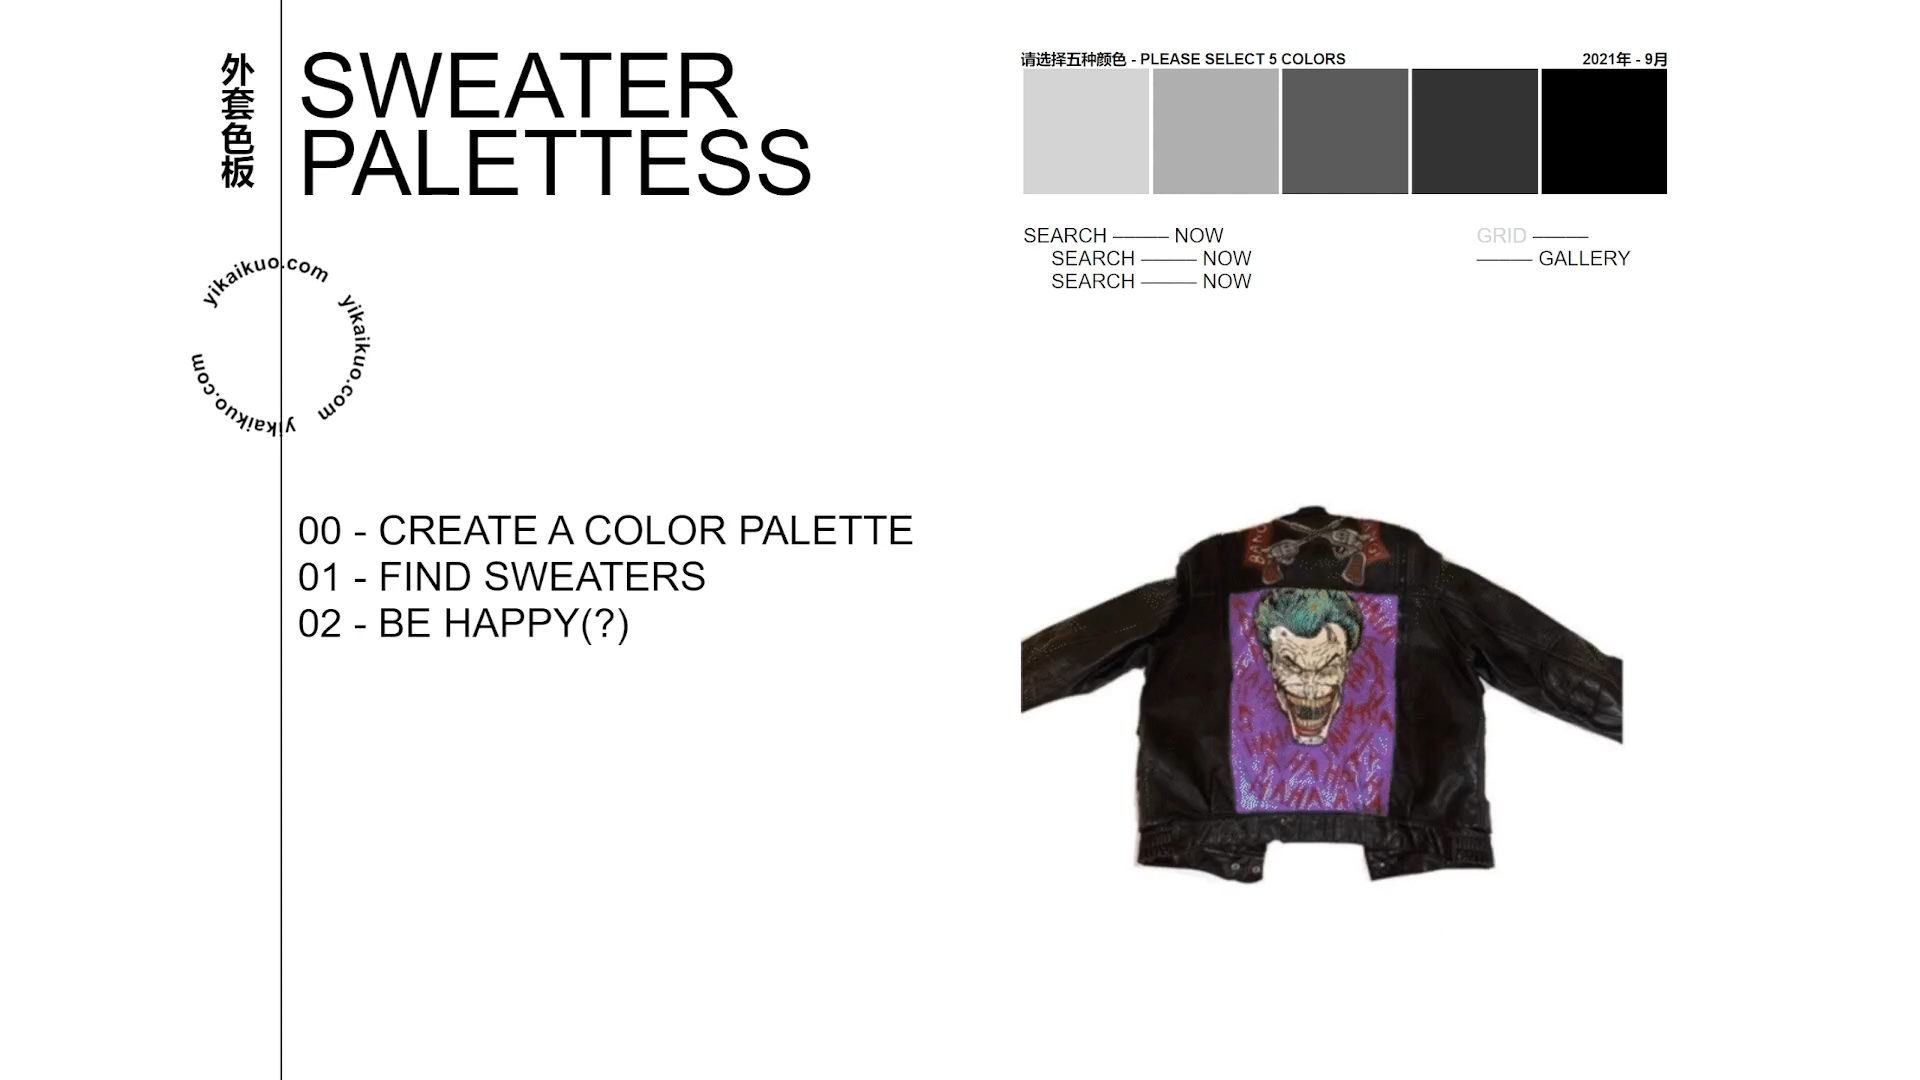 外套色板
SWEATER
PALETTESS
请选择五种颜色 - PLEASE SELECT 5 COLORS
2021年 - 9月
SEARCH ——— NOW
SEARCH ——— NOW
SEARCH ——— NOW
GRID ———
——— GALLERY
yikaikuo.com
yikaikuo.com
yikaikuo.com
00 - CREATE A COLOR PALETTE
01 - FIND SWEATERS
02 - BE HAPPY(?)